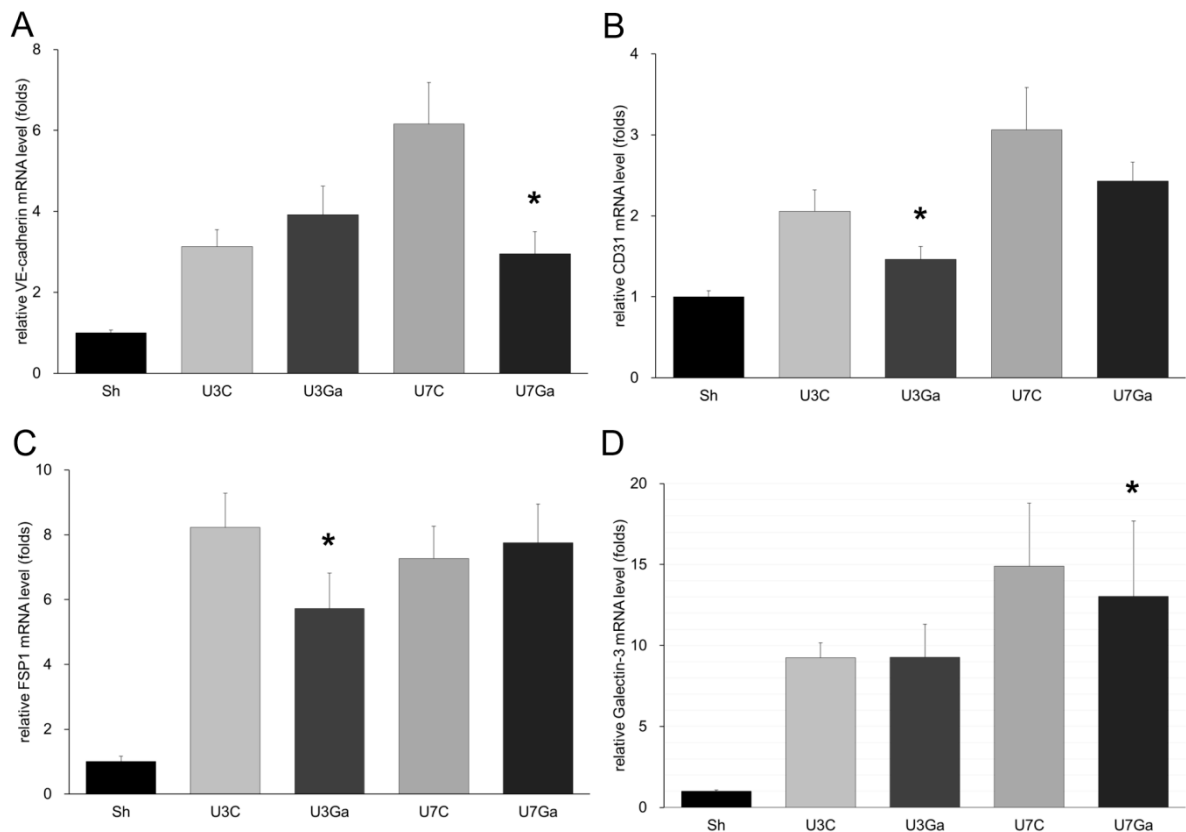 A
relative VE-cadherin mRNA level (folds)
8
6
4
2
0
*
Sh U3C U3Ga U7C U7Ga
B
relative CD31 mRNA level (folds)
4
3
2
1
0
*
Sh U3C U3Ga U7C U7Ga
C
relative FSP1 mRNA level (folds)
10
8
6
4
2
0
*
Sh U3C U3Ga U7C U7Ga
D
relative Galectin-3 mRNA level (folds)
20
15
10
5
0
*
Sh U3C U3Ga U7C U7Ga